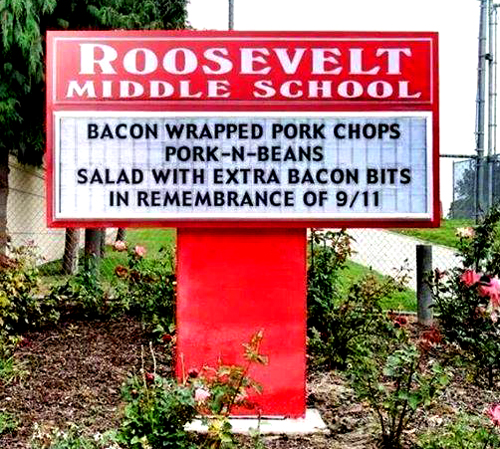 ROOSEVELT
MIDDLE SCHOOL
BACON WRAPPED PORK CHOPS
PORK-N-BEANS
SALAD WITH EXTRA BACON BITS
IN REMEMBRANCE OF 9/11